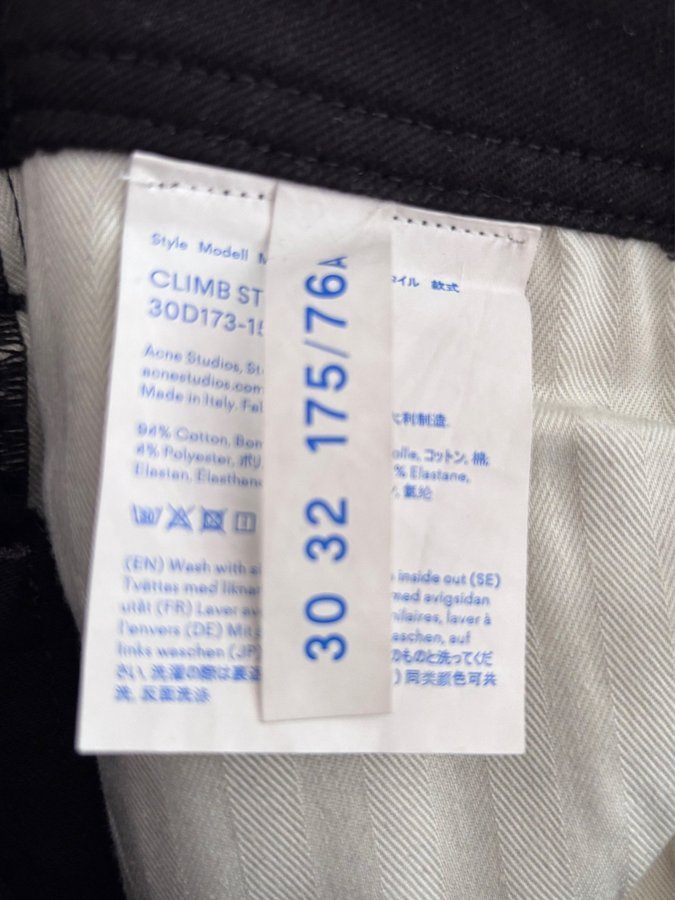 Style Modell
イル 款式
CLIMB ST
30D173-15
Acne Studios, St
acnestudios.com
Made in Italy. Fal
利制造.
94% Cotton, Bom
コットン, 棉;
4% Polyester, ポリ
% Elastane,
Elastan, Elasthane
氨纶
30
(EN) Wash with s
inside out (SE)
Tvättas med liknan
med avigsidan
utåt (FR) Laver av
milaires, laver à
l'envers (DE) Mit
waschen, auf
links waschen (JP)
のものと洗ってくだ
さい, 洗濯の際は裏返
) 同类颜色可共
洗, 反面洗涤
30 32 175/76A